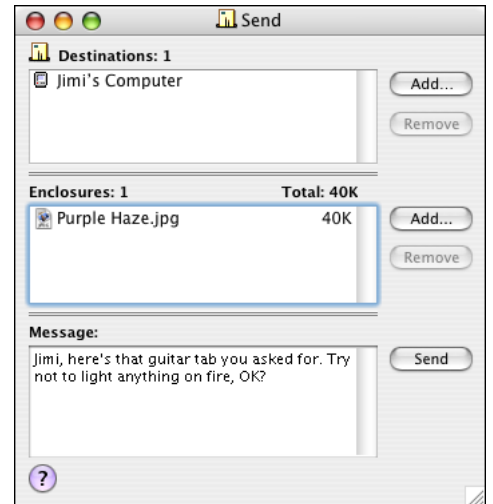 Send
Destinations: 1
Jimi's Computer
Add...
Remove
Enclosures: 1 Total: 40K
Purple Haze.jpg 40K
Add...
Remove
Message:
Jimi, here's that guitar tab you asked for. Try
not to light anything on fire, OK?
Send
?